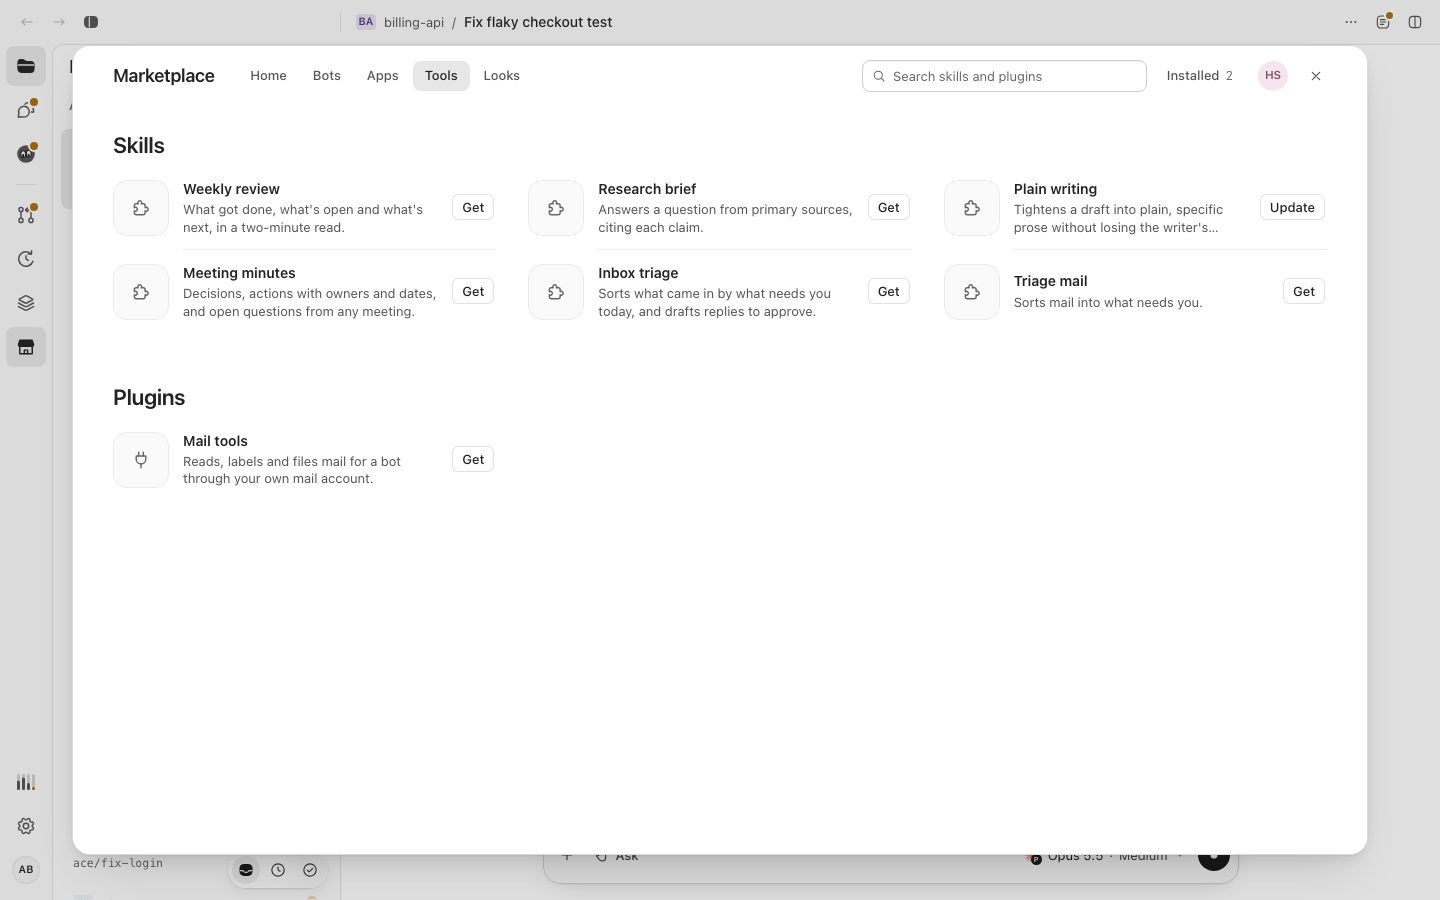 BA billing-api / Fix flaky checkout test
Marketplace Home Bots Apps Tools Looks Search skills and plugins Installed 2 HS
Skills
Weekly review
What got done, what's open and what's
next, in a two-minute read.
Get
Research brief
Answers a question from primary sources,
citing each claim.
Get
Plain writing
Tightens a draft into plain, specific
prose without losing the writer's...
Update
Meeting minutes
Decisions, actions with owners and dates,
and open questions from any meeting.
Get
Inbox triage
Sorts what came in by what needs you
today, and drafts replies to approve.
Get
Triage mail
Sorts mail into what needs you.
Get
Plugins
Mail tools
Reads, labels and files mail for a bot
through your own mail account.
Get
AB
ace/fix-login
Ask
Opus 5.5 · Medium